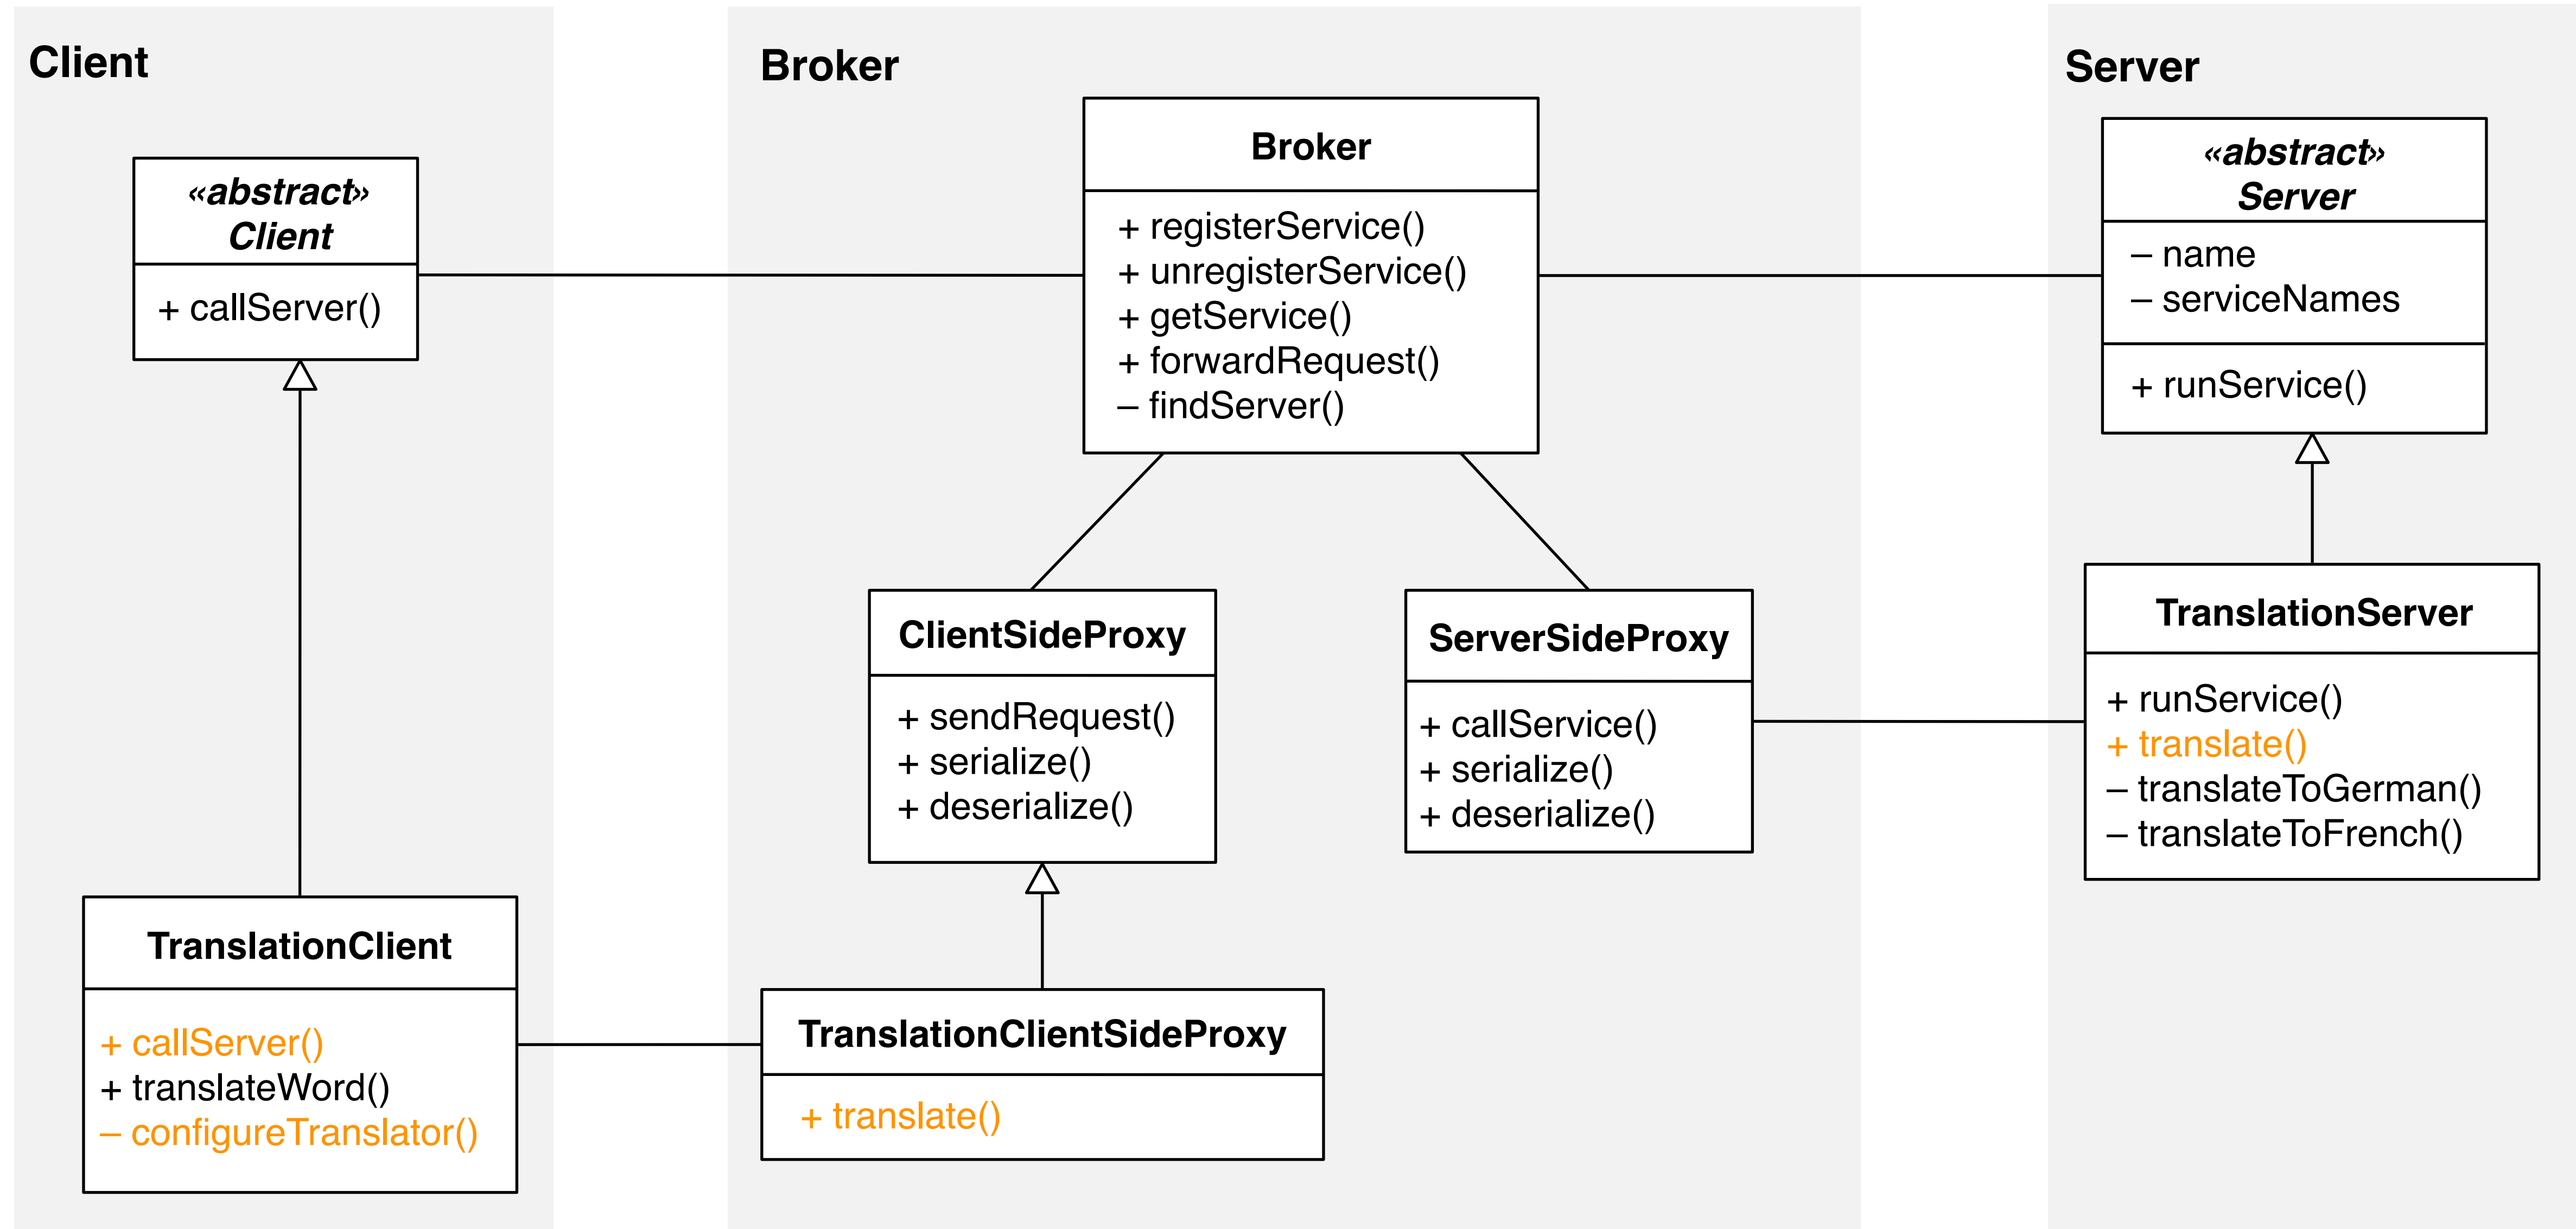 Client
«abstract»
Client
+ callServer()
TranslationClient
+ callServer()
+ translateWord()
– configureTranslator()
Broker
Broker
+ registerService()
+ unregisterService()
+ getService()
+ forwardRequest()
– findServer()
ClientSideProxy
+ sendRequest()
+ serialize()
+ deserialize()
ServerSideProxy
+ callService()
+ serialize()
+ deserialize()
TranslationClientSideProxy
+ translate()
Server
«abstract»
Server
– name
– serviceNames
+ runService()
TranslationServer
+ runService()
+ translate()
– translateToGerman()
– translateToFrench()